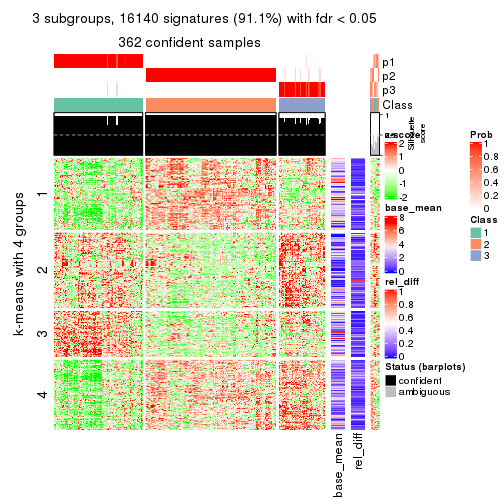 3 subgroups, 16140 signatures (91.1%) with fdr < 0.05
362 confident samples
p1
p2
p3
Class
1
Silhouette
score
k-means with 4 groups
1
2
3
4
base_mean
rel_diff
z-score
2
1
0
-1
-2
base_mean
8
6
4
2
0
rel_diff
1
0.8
0.6
0.4
0.2
0
Status (barplots)
confident
ambiguous
Prob
1
0.8
0.6
0.4
0.2
0
Class
1
2
3